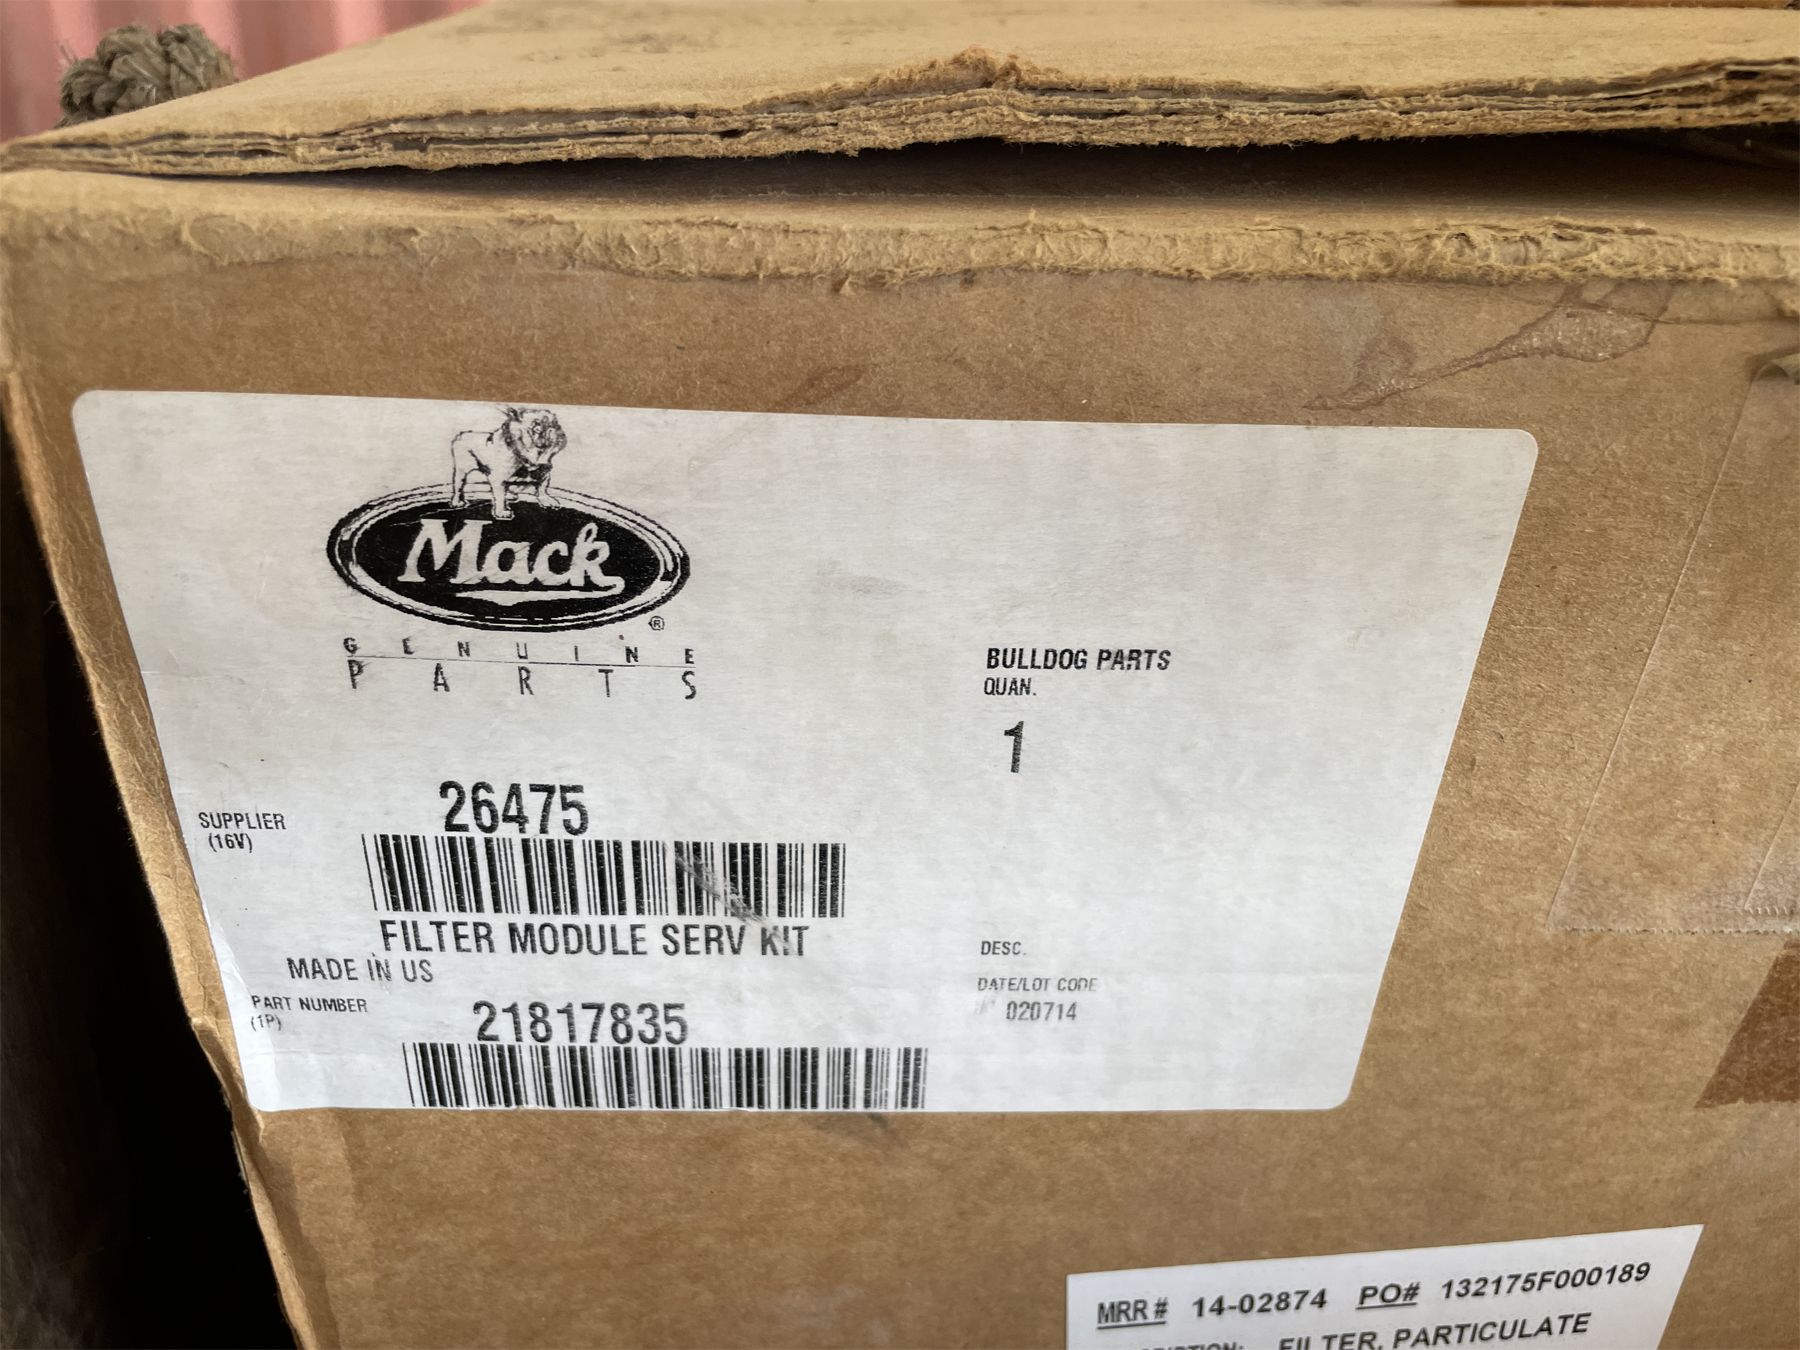 Mack
®
GENUINE
PARTS
BULLDOG PARTS
QUAN.
1
SUPPLIER
(16V)
26475
FILTER MODULE SERV KIT
MADE IN US
PART NUMBER
(1P)
21817835
DESC.
DATE/LOT CODE
020714
MRR # 14-02874 PO# 132175F000189
FILTER, PARTICULATE